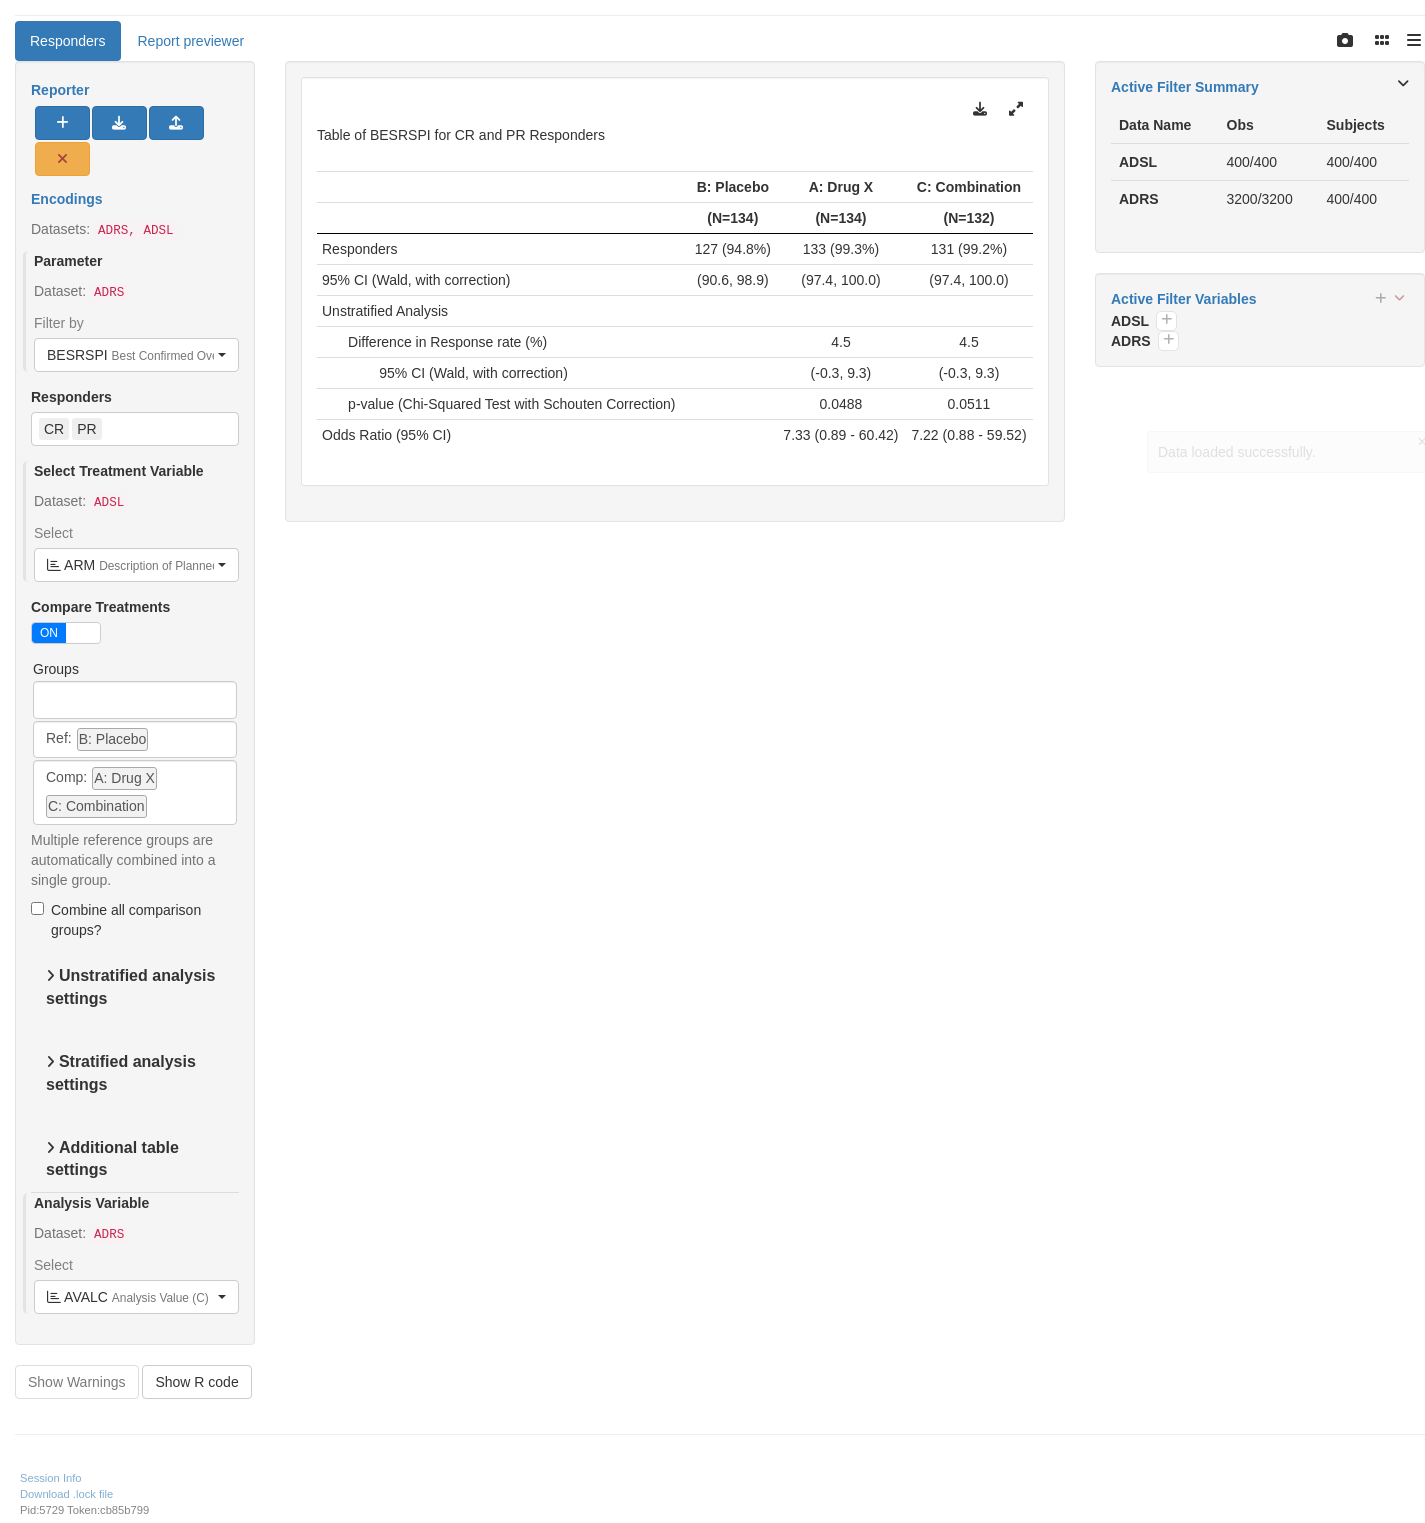 Responders Report previewer
Reporter
Encodings
Datasets: ADRS, ADSL
Parameter
Dataset: ADRS
Filter by
BESRSPI Best Confirmed Ove
Responders
CR PR
Select Treatment Variable
Dataset: ADSL
Select
ARM Description of Planned
Compare Treatments
ON
Groups
Ref: B: Placebo
Comp: A: Drug X
C: Combination
Multiple reference groups are
automatically combined into a
single group.
Combine all comparison
groups?
Unstratified analysis
settings
Stratified analysis
settings
Additional table
settings
Analysis Variable
Dataset: ADRS
Select
AVALC Analysis Value (C)
Show Warnings Show R code
Table of BESRSPI for CR and PR Responders
B: Placebo A: Drug X C: Combination
(N=134) (N=134) (N=132)
Responders 127 (94.8%) 133 (99.3%) 131 (99.2%)
95% CI (Wald, with correction) (90.6, 98.9) (97.4, 100.0) (97.4, 100.0)
Unstratified Analysis
Difference in Response rate (%) 4.5 4.5
95% CI (Wald, with correction) (-0.3, 9.3) (-0.3, 9.3)
p-value (Chi-Squared Test with Schouten Correction) 0.0488 0.0511
Odds Ratio (95% CI) 7.33 (0.89 - 60.42) 7.22 (0.88 - 59.52)
Active Filter Summary
Data Name Obs Subjects
ADSL 400/400 400/400
ADRS 3200/3200 400/400
Active Filter Variables
ADSL
ADRS
Data loaded successfully.
×
Session Info
Download .lock file
Pid:5729 Token:cb85b799